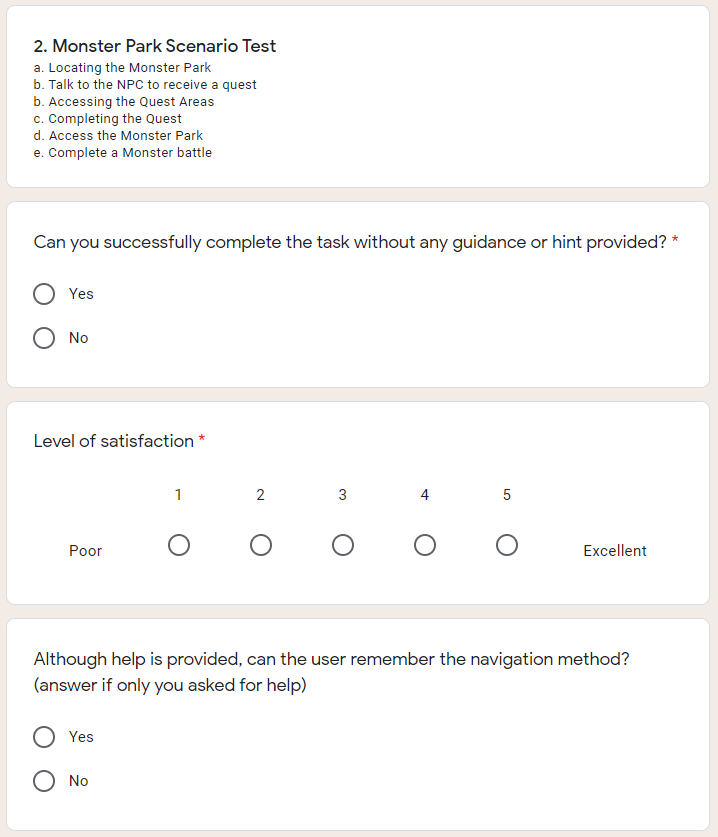 2. Monster Park Scenario Test
a. Locating the Monster Park
b. Talk to the NPC to receive a quest
b. Accessing the Quest Areas
c. Completing the Quest
d. Access the Monster Park
e. Complete a Monster battle
Can you successfully complete the task without any guidance or hint provided? *
Yes
No
Level of satisfaction *
1 2 3 4 5
Poor Excellent
Although help is provided, can the user remember the navigation method?
(answer if only you asked for help)
Yes
No